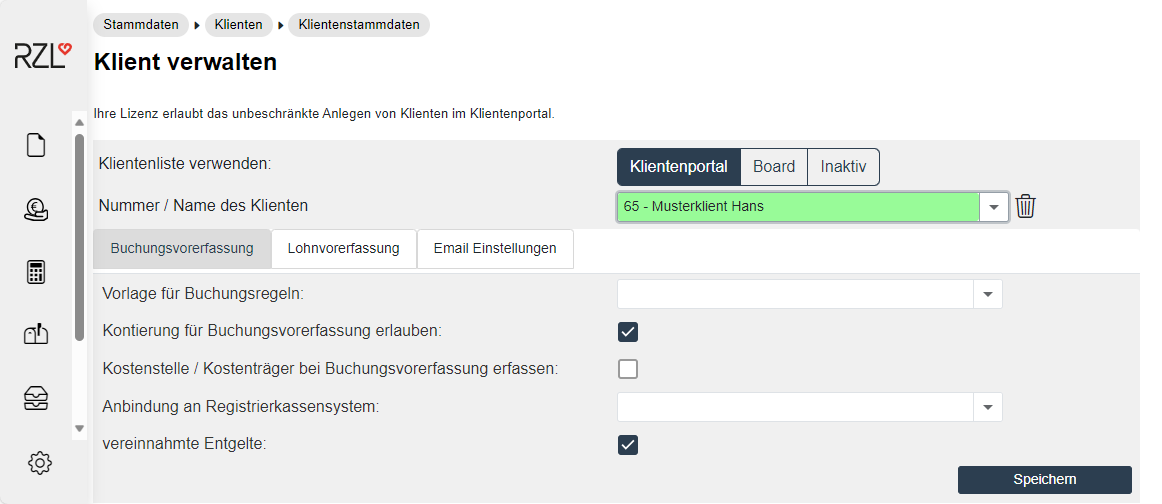 Stammdaten Klienten Klientenstammdaten
RZL
Klient verwalten
Ihre Lizenz erlaubt das unbeschränkte Anlegen von Klienten im Klientenportal.
Klientenliste verwenden: Klientenportal Board Inaktiv
Nummer / Name des Klienten 65 - Musterklient Hans
Buchungsvorerfassung Lohnvorerfassung Email Einstellungen
Vorlage für Buchungsregeln:
Kontierung für Buchungsvorerfassung erlauben:
Kostenstelle / Kostenträger bei Buchungsvorerfassung erfassen:
Anbindung an Registrierkassensystem:
vereinnahmte Entgelte:
Speichern